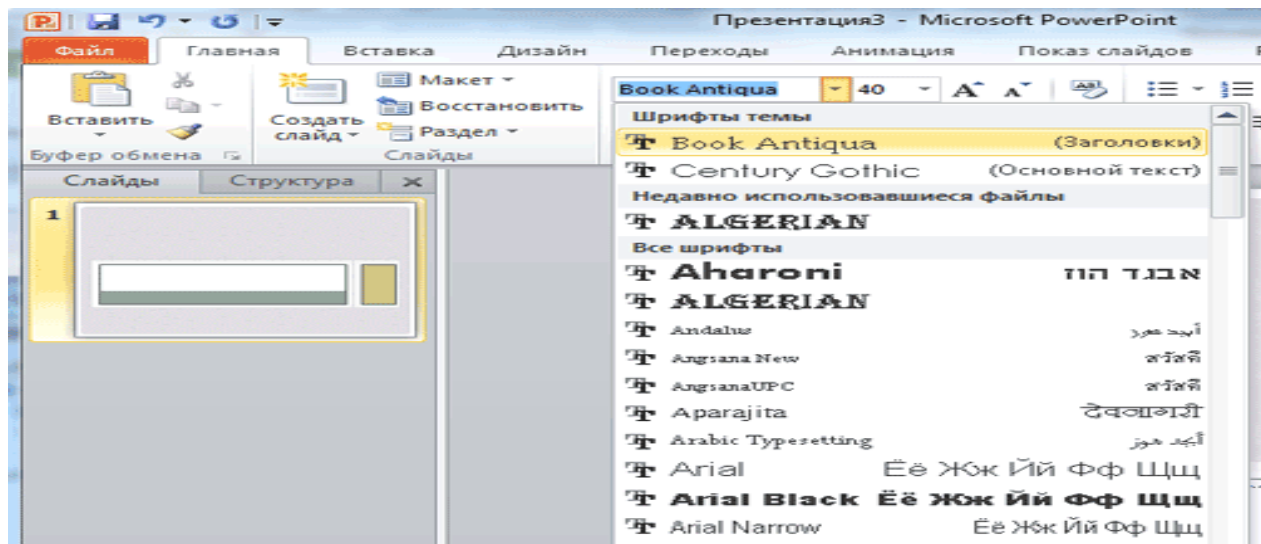 Презентация3 - Microsoft PowerPoint
Файл Главная Вставка Дизайн Переходы Анимация Показ слайдов
Вставить
Буфер обмена
Создать слайд
Макет
Восстановить
Раздел
Слайды
Book Antiqua 40
Слайды Структура
1
Шрифты темы
Book Antiqua (Заголовки)
Century Gothic (Основной текст)
Недавно использовавшиеся файлы
ALGERIAN
Все шрифты
Aharoni אבגד הוז
ALGERIAN
Andalus أبجد هوز
Angsana New สวัสดี
AngsanaUPC สวัสดี
Aparajita देवनागरी
Arabic Typesetting أبجد هوز
Arial Ёё Жж Йй Фф Щщ
Arial Black Ёё Жж Йй Фф Щщ
Arial Narrow Ёё Жж Йй Фф Щщ